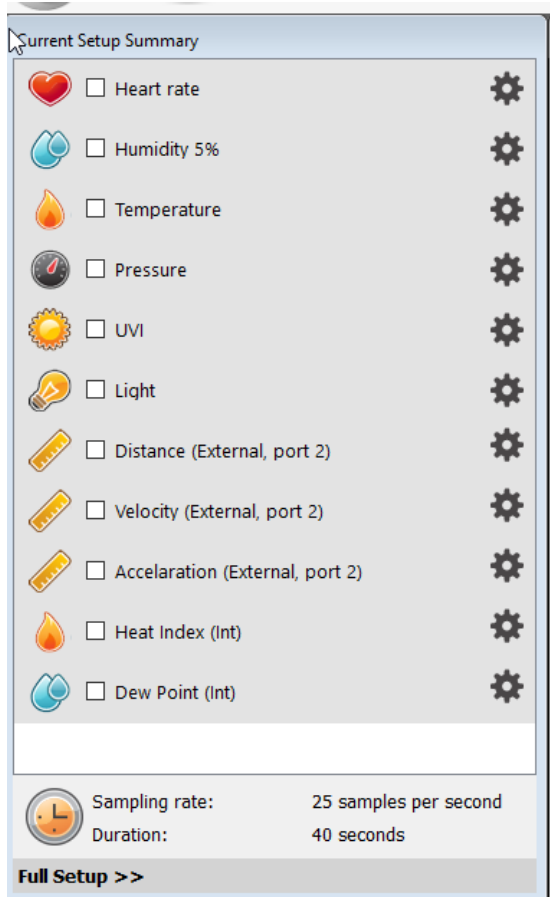 Current Setup Summary
Heart rate
Humidity 5%
Temperature
Pressure
UVI
Light
Distance (External, port 2)
Velocity (External, port 2)
Accelaration (External, port 2)
Heat Index (Int)
Dew Point (Int)
Sampling rate: 25 samples per second
Duration: 40 seconds
Full Setup >>